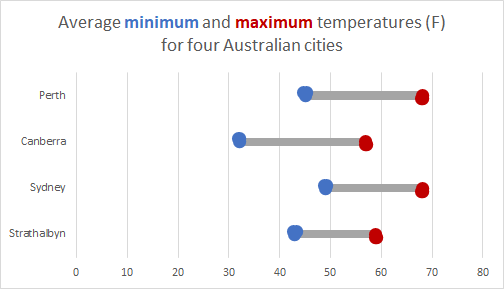 Average minimum and maximum temperatures (F)
for four Australian cities
Perth
Canberra
Sydney
Strathalbyn
0 10 20 30 40 50 60 70 80